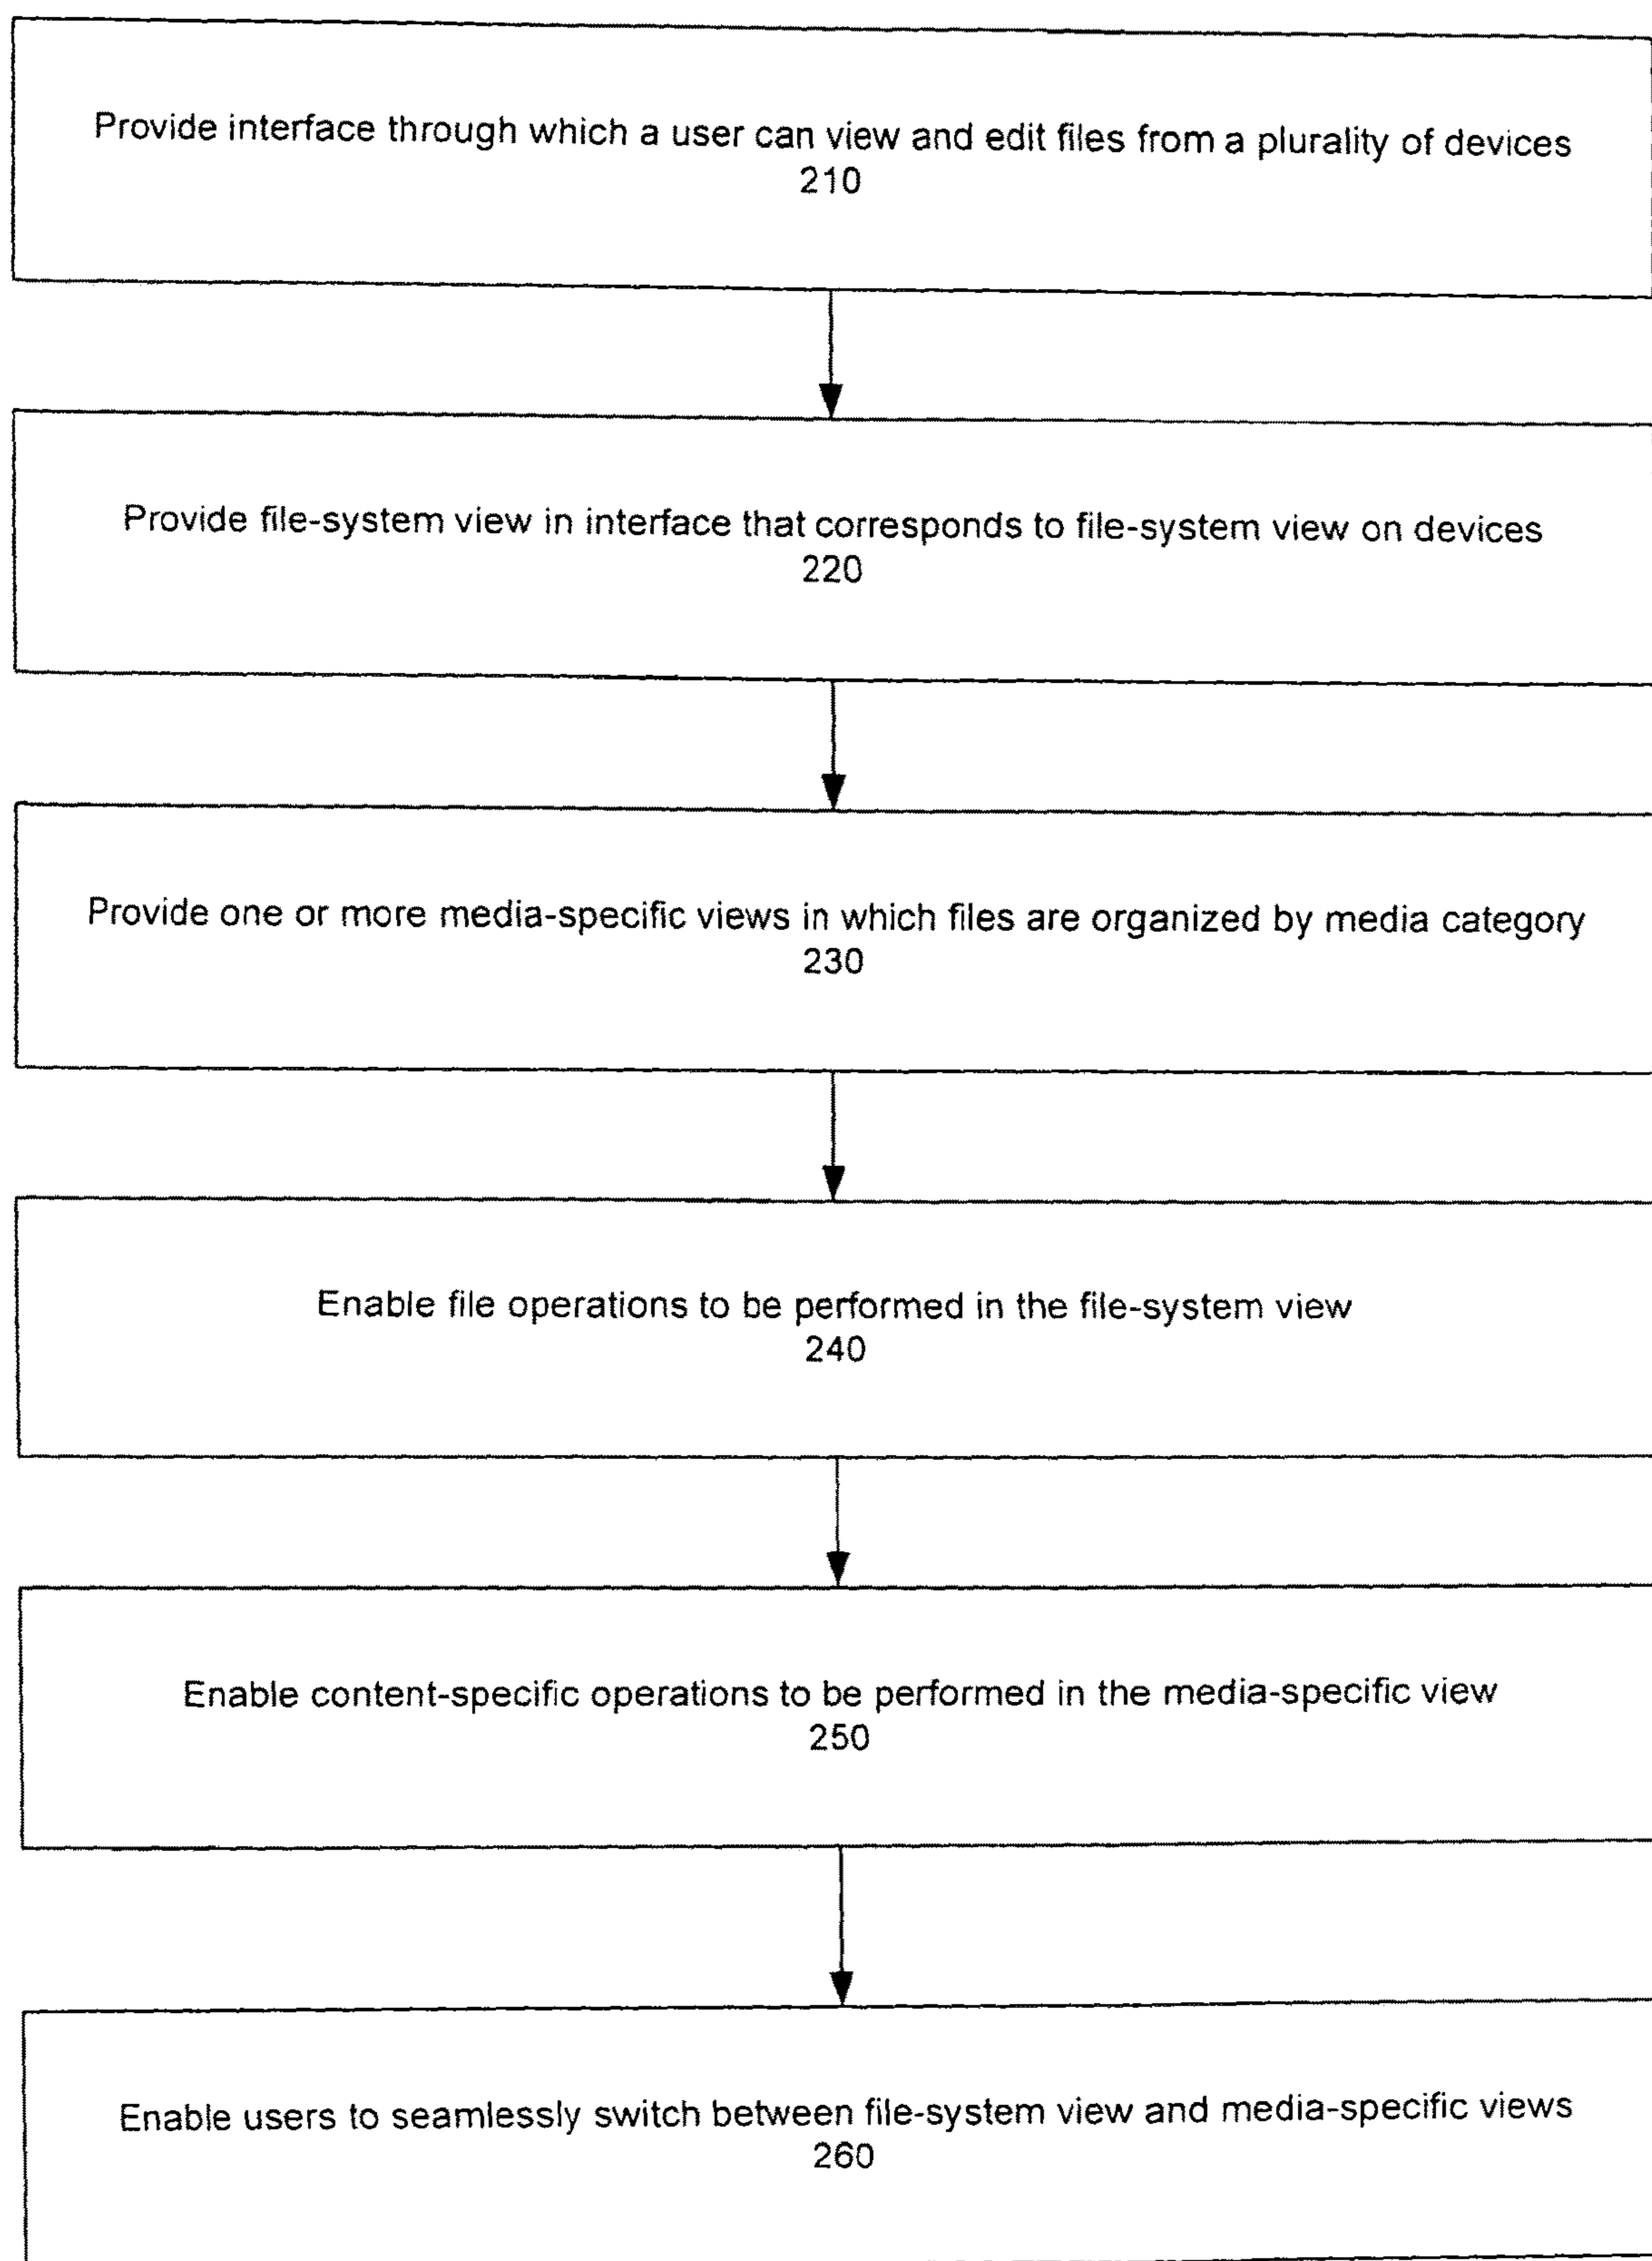 Provide interface through which a user can view and edit files from a plurality of devices
210
Provide file-system view in interface that corresponds to file-system view on devices
220
Provide one or more media-specific views in which files are organized by media category
230
Enable file operations to be performed in the file-system view
240
Enable content-specific operations to be performed in the media-specific view
250
Enable users to seamlessly switch between file-system view and media-specific views
260